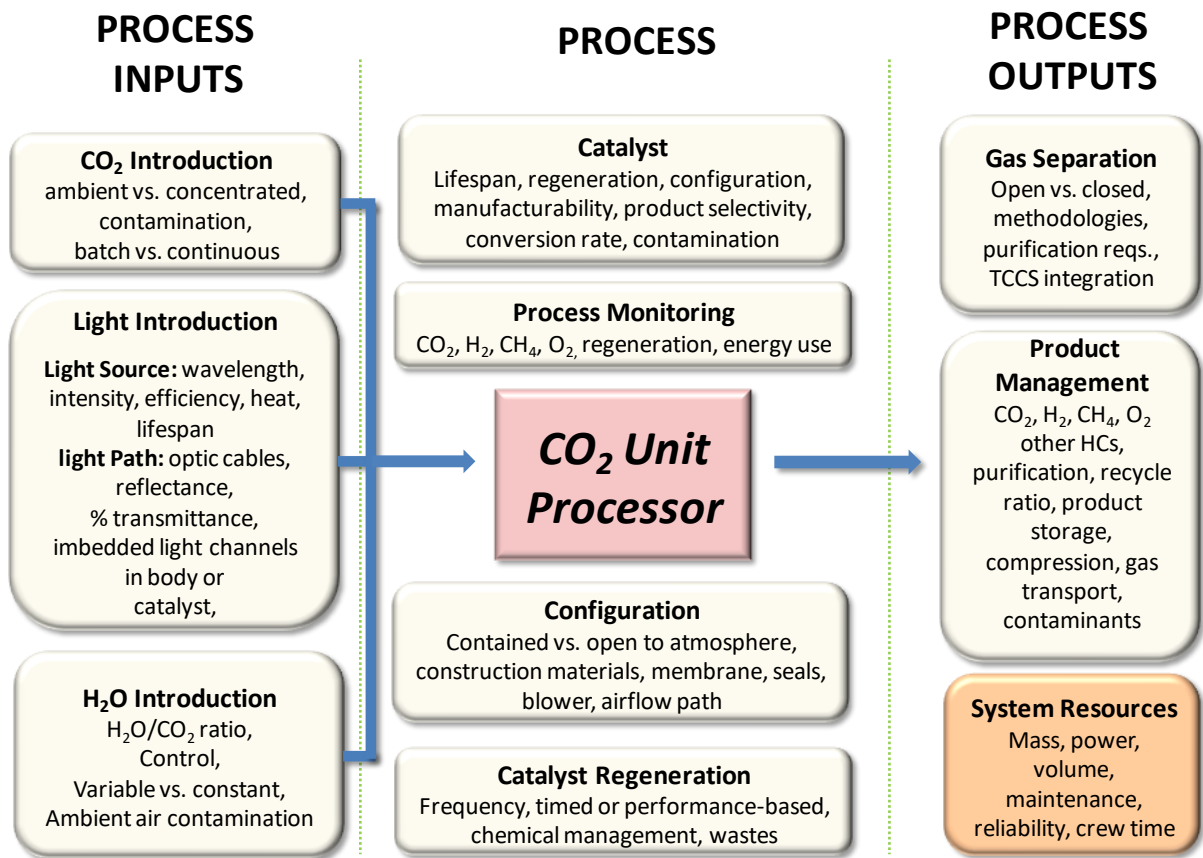 PROCESS
INPUTS
CO₂ Introduction
ambient vs. concentrated,
contamination,
batch vs. continuous
Light Introduction
Light Source: wavelength,
intensity, efficiency, heat,
lifespan
light Path: optic cables,
reflectance,
% transmittance,
imbedded light channels
in body or
catalyst,
H₂O Introduction
H₂O/CO₂ ratio,
Control,
Variable vs. constant,
Ambient air contamination
PROCESS
Catalyst
Lifespan, regeneration, configuration,
manufacturability, product selectivity,
conversion rate, contamination
Process Monitoring
CO₂, H₂, CH₄, O₂, regeneration, energy use
CO₂ Unit
Processor
Configuration
Contained vs. open to atmosphere,
construction materials, membrane, seals,
blower, airflow path
Catalyst Regeneration
Frequency, timed or performance-based,
chemical management, wastes
PROCESS
OUTPUTS
Gas Separation
Open vs. closed,
methodologies,
purification reqs.,
TCCS integration
Product
Management
CO₂, H₂, CH₄, O₂
other HCs,
purification, recycle
ratio, product
storage,
compression, gas
transport,
contaminants
System Resources
Mass, power,
volume,
maintenance,
reliability, crew time